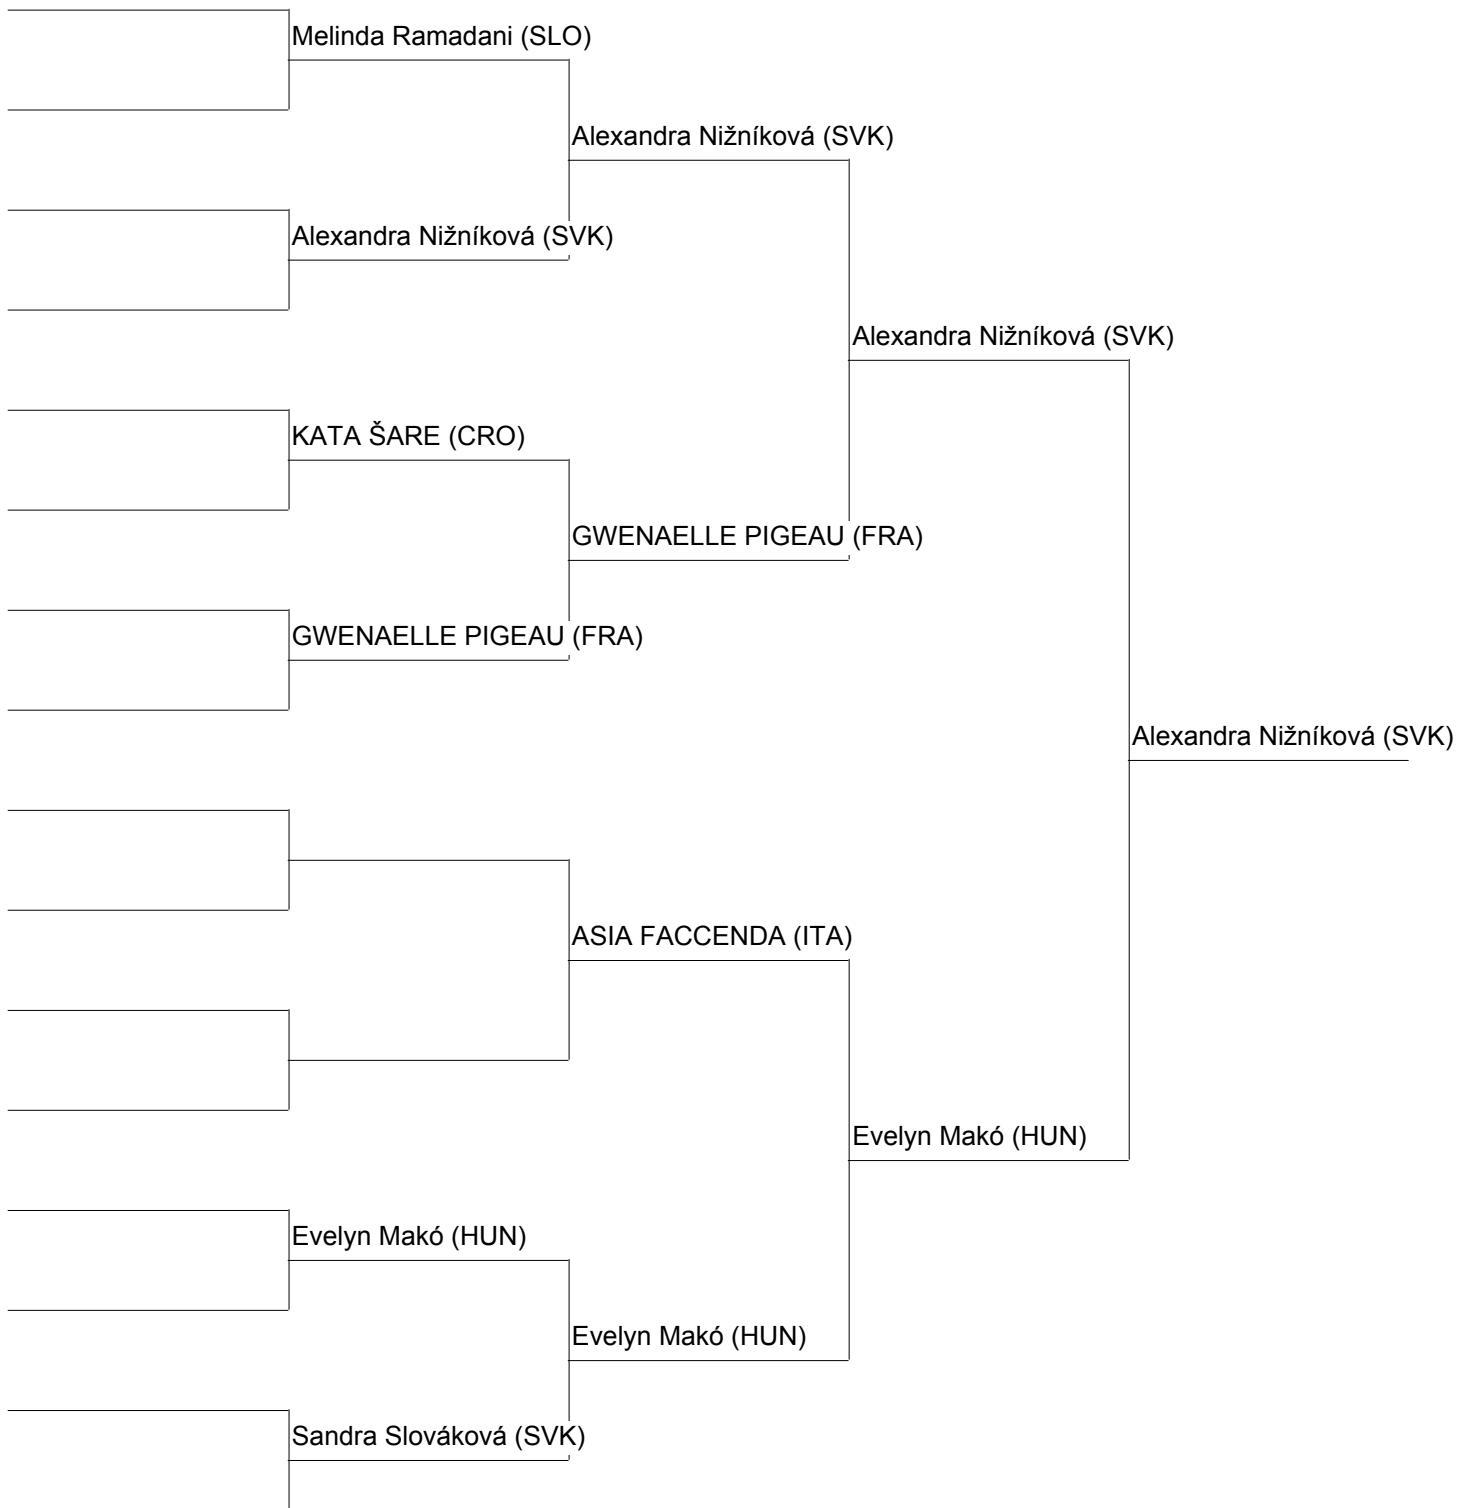 Melinda Ramadani (SLO)
Alexandra Nižníková (SVK)
Alexandra Nižníková (SVK)
Alexandra Nižníková (SVK)
KATA ŠARE (CRO)
GWENAELLE PIGEAU (FRA)
GWENAELLE PIGEAU (FRA)
Alexandra Nižníková (SVK)
ASIA FACCENDA (ITA)
Evelyn Makó (HUN)
Evelyn Makó (HUN)
Evelyn Makó (HUN)
Sandra Slováková (SVK)